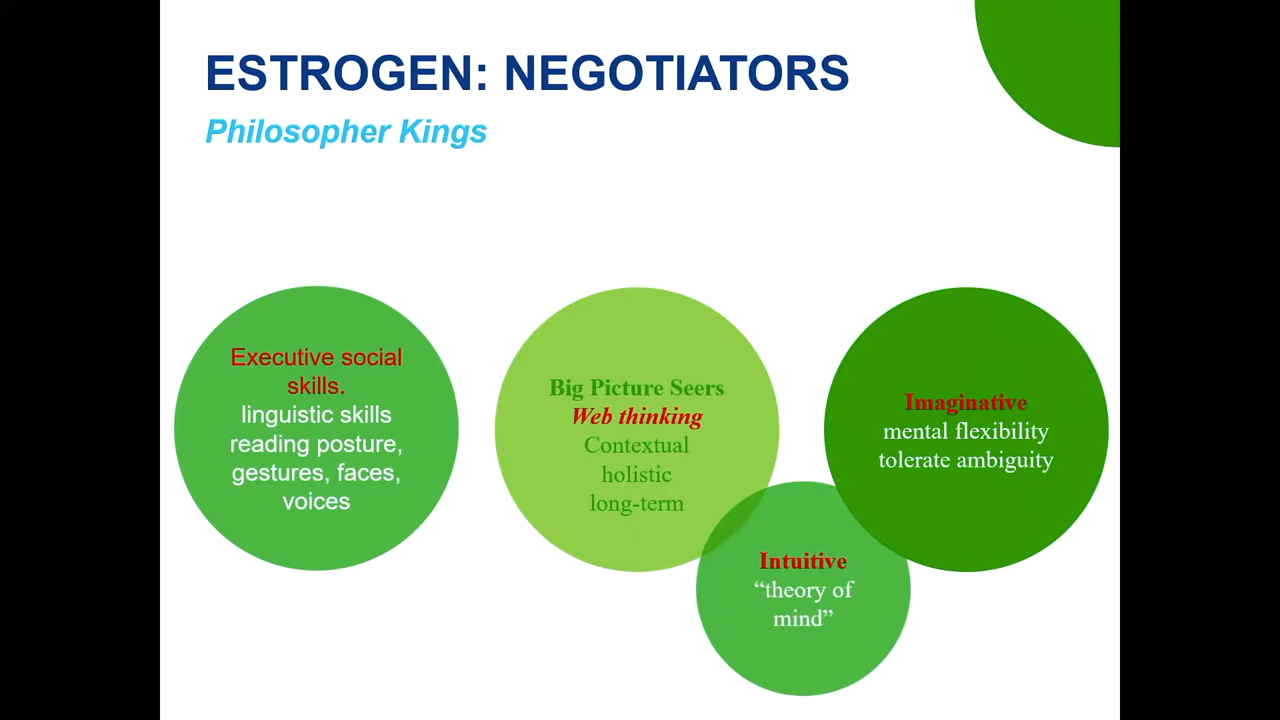 ESTROGEN: NEGOTIATORS
Philosopher Kings
Executive social
skills.
linguistic skills
reading posture,
gestures, faces,
voices
Big Picture Seers
Web thinking
Contextual
holistic
long-term
Imaginative
mental flexibility
tolerate ambiguity
Intuitive
“theory of
mind”